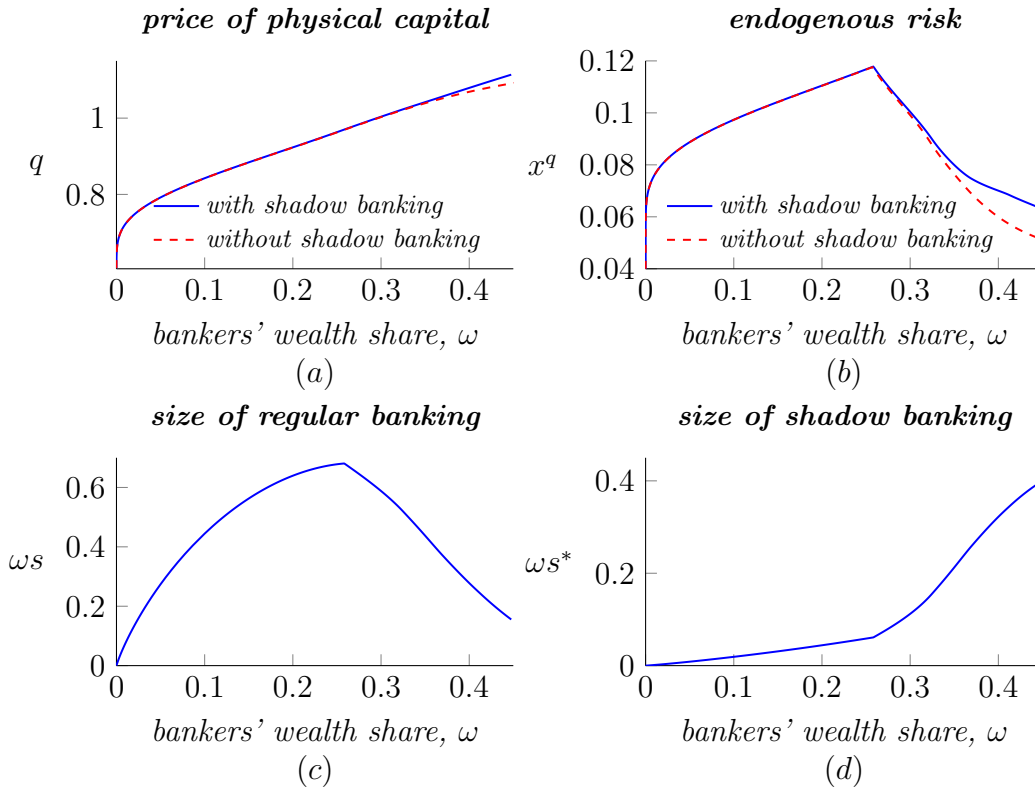 price of physical capital
q
1
0.8
with shadow banking
without shadow banking
0 0.1 0.2 0.3 0.4
bankers' wealth share, ω
(a)
endogenous risk
x^q
0.12
0.1
0.08
0.06
0.04
with shadow banking
without shadow banking
0 0.1 0.2 0.3 0.4
bankers' wealth share, ω
(b)
size of regular banking
ωs
0.6
0.4
0.2
0
0 0.1 0.2 0.3 0.4
bankers' wealth share, ω
(c)
size of shadow banking
ωs*
0.4
0.2
0
0 0.1 0.2 0.3 0.4
bankers' wealth share, ω
(d)